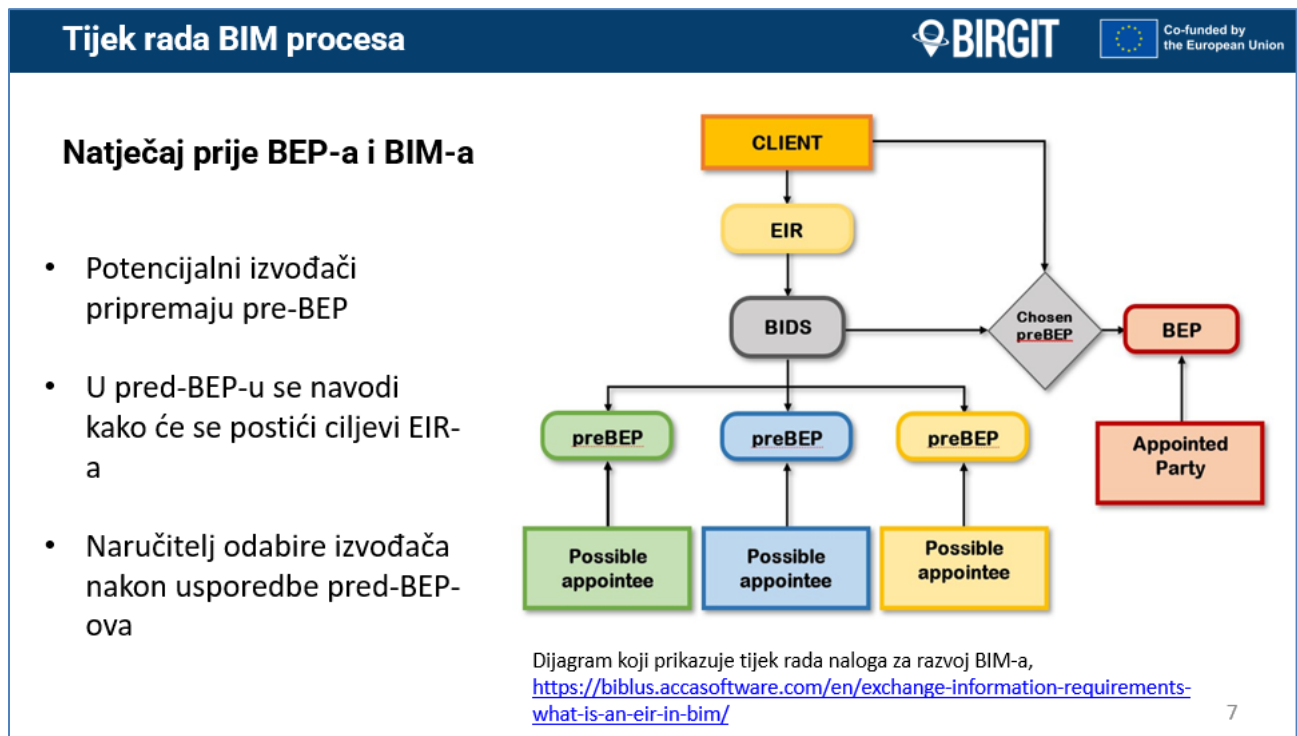 Tijek rada BIM procesa
BIRGIT
Co-funded by
the European Union
Natječaj prije BEP-a i BIM-a
• Potencijalni izvođači
pripremaju pre-BEP
• U pred-BEP-u se navodi
kako će se postići ciljevi EIR-
a
• Naručitelj odabire izvođača
nakon usporedbe pred-BEP-
ova
CLIENT
EIR
BIDS
Chosen
preBEP
BEP
preBEP
preBEP
preBEP
Appointed
Party
Possible
appointee
Possible
appointee
Possible
appointee
Dijagram koji prikazuje tijek rada naloga za razvoj BIM-a,
https://biblus.accasoftware.com/en/exchange-information-requirements-
what-is-an-eir-in-bim/
7